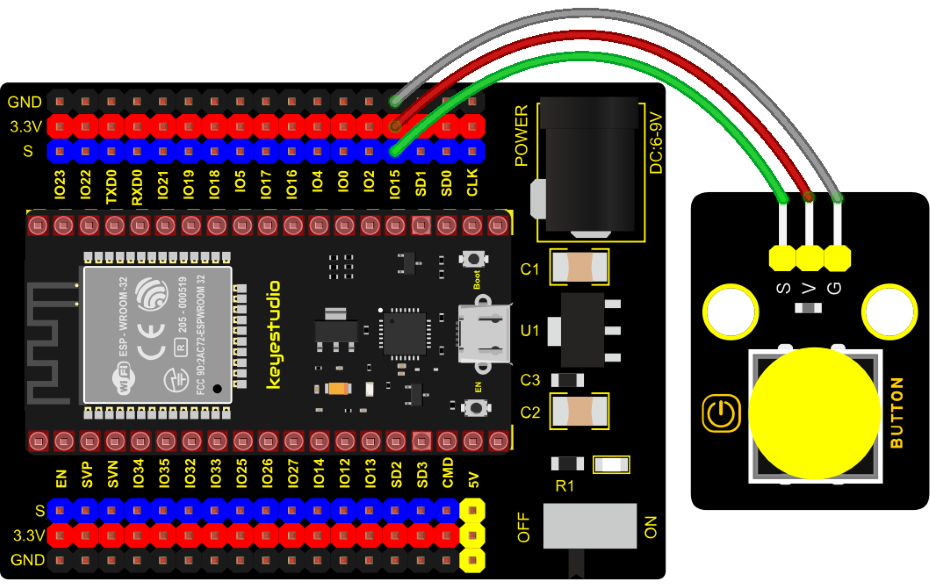 GND
3.3V
S
IO23
IO22
TXD0
RXD0
IO21
IO19
IO18
IO5
IO17
IO16
IO4
IO0
IO2
IO15
SD1
SD0
CLK
POWER
DC:6-9V
Boot
ESP - WROOM -32
WiFi
CE
R
205 - 000519
FCC 9D:2AC72-ESPWROOM 32
keyestudio
EN
C1
U1
C3
C2
R1
EN
SVP
SVN
IO34
IO35
IO32
IO33
IO25
IO26
IO27
IO14
IO12
IO13
SD2
SD3
CMD
5V
S
3.3V
GND
OFF
ON
S
V
G
BUTTON